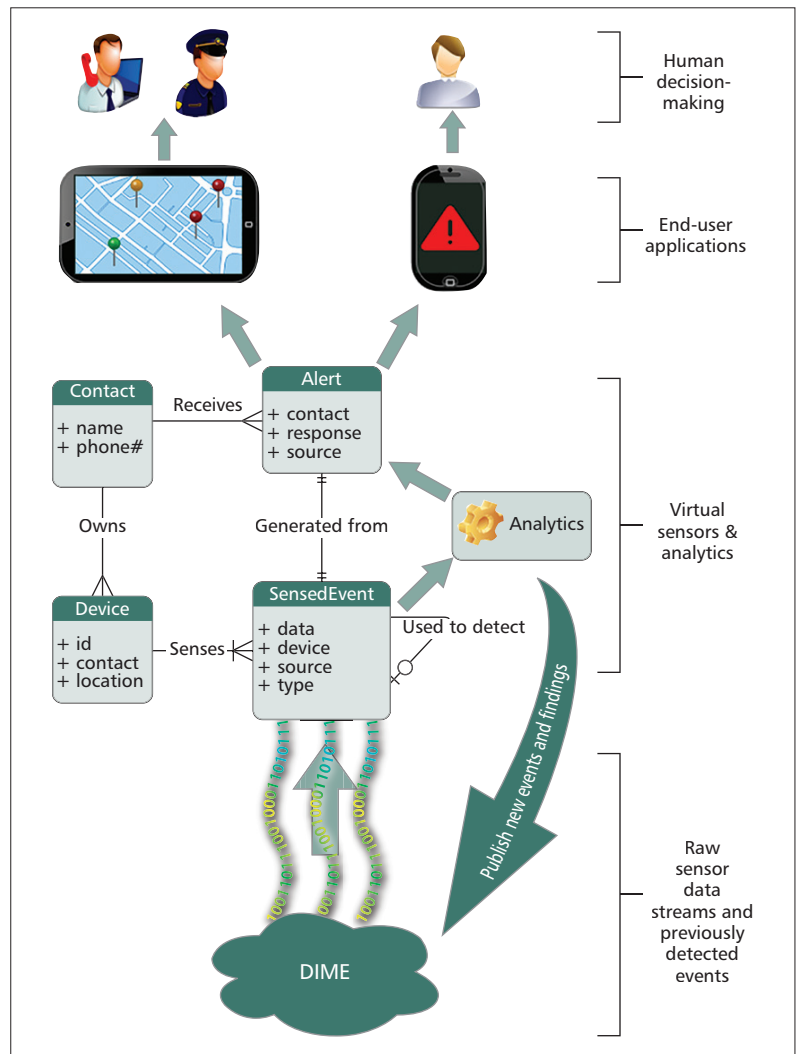 Human
decision-
making
End-user
applications
Alert
+ contact
+ response
+ source
Contact
+ name
+ phone#
Receives
Owns
Generated from
Analytics
Virtual
sensors &
analytics
Device
+ id
+ contact
+ location
Senses
SensedEvent
+ data
+ device
+ source
+ type
Used to detect
Publish new events and findings
Raw
sensor
data
streams and
previously
detected
events
DIME